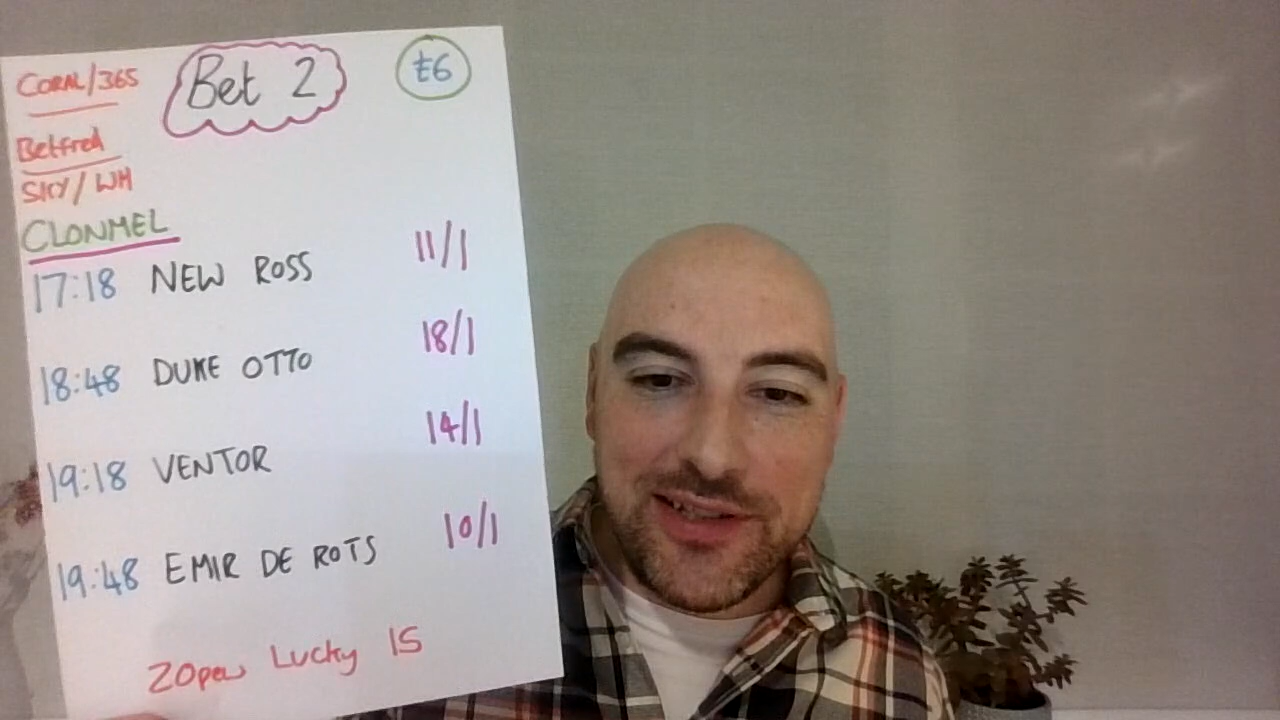 CORAL/365 Bet 2 £6
Betfred
SKY/WH
CLONMEL
17:18 NEW ROSS 11/1
18:48 DUKE OTTO 18/1
19:18 VENTOR 14/1
19:48 EMIR DE ROTS 10/1
20pew Lucky 15